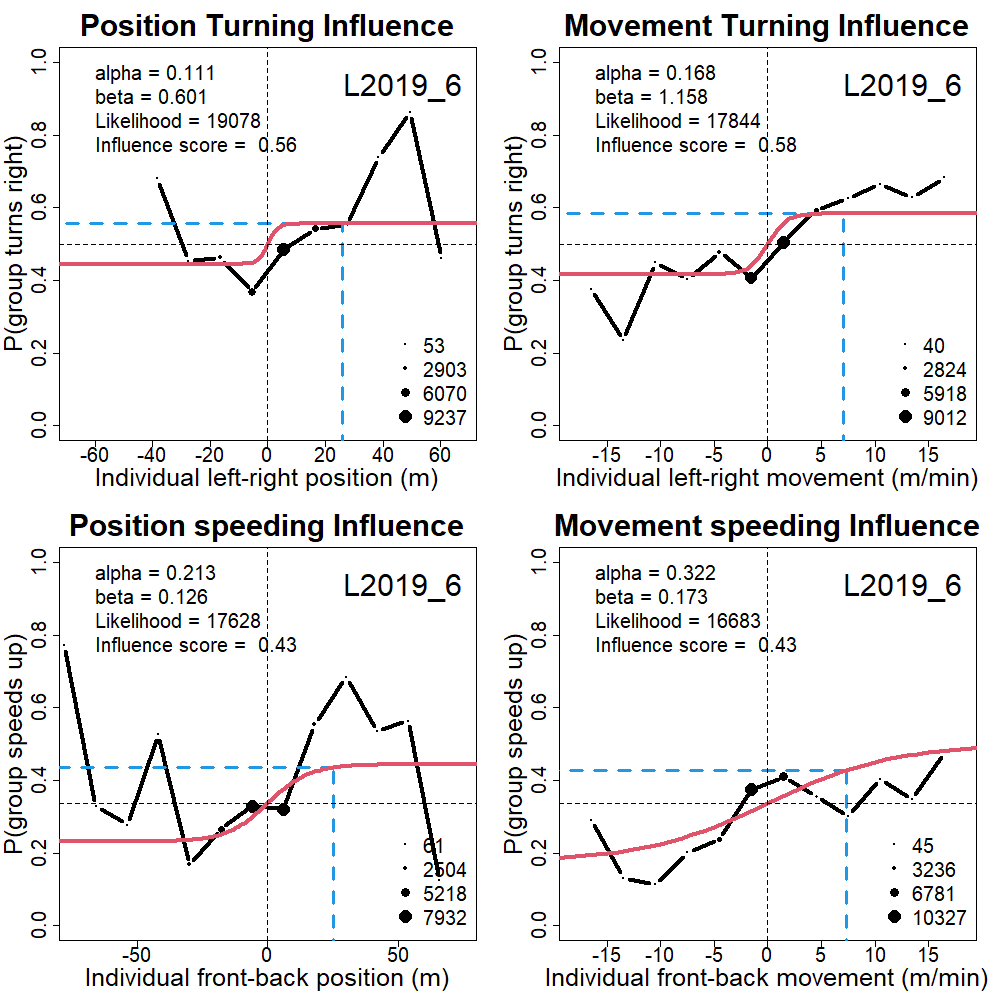 Position Turning Influence
alpha = 0.111
beta = 0.601
Likelihood = 19078
Influence score = 0.56
L2019_6
P(group turns right)
1.0
0.8
0.6
0.4
0.2
0.0
53
2903
6070
9237
-60 -40 -20 0 20 40 60
Individual left-right position (m)
Movement Turning Influence
alpha = 0.168
beta = 1.158
Likelihood = 17844
Influence score = 0.58
L2019_6
P(group turns right)
1.0
0.8
0.6
0.4
0.2
0.0
40
2824
5918
9012
-15 -10 -5 0 5 10 15
Individual left-right movement (m/min)
Position speeding Influence
alpha = 0.213
beta = 0.126
Likelihood = 17628
Influence score = 0.43
L2019_6
P(group speeds up)
1.0
0.8
0.6
0.4
0.2
0.0
61
2504
5218
7932
-50 0 50
Individual front-back position (m)
Movement speeding Influence
alpha = 0.322
beta = 0.173
Likelihood = 16683
Influence score = 0.43
L2019_6
P(group speeds up)
1.0
0.8
0.6
0.4
0.2
0.0
45
3236
6781
10327
-15 -10 -5 0 5 10 15
Individual front-back movement (m/min)